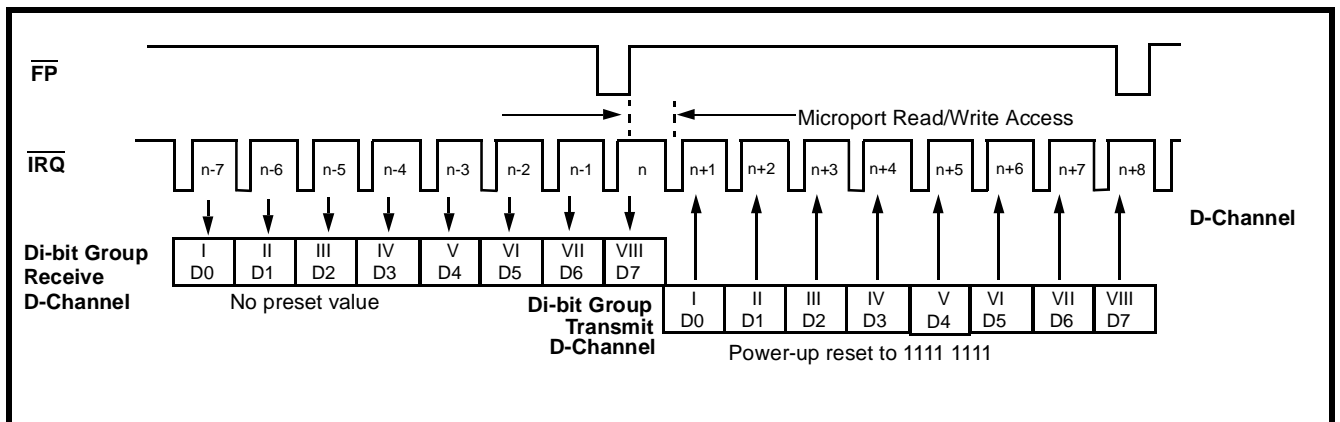 FP
Microport Read/Write Access
IRQ
n-7 n-6 n-5 n-4 n-3 n-2 n-1 n n+1 n+2 n+3 n+4 n+5 n+6 n+7 n+8
D-Channel
Di-bit Group
Receive
D-Channel
I II III IV V VI VII VIII
D0 D1 D2 D3 D4 D5 D6 D7
No preset value
Di-bit Group
Transmit
D-Channel
I II III IV V VI VII VIII
D0 D1 D2 D3 D4 D5 D6 D7
Power-up reset to 1111 1111